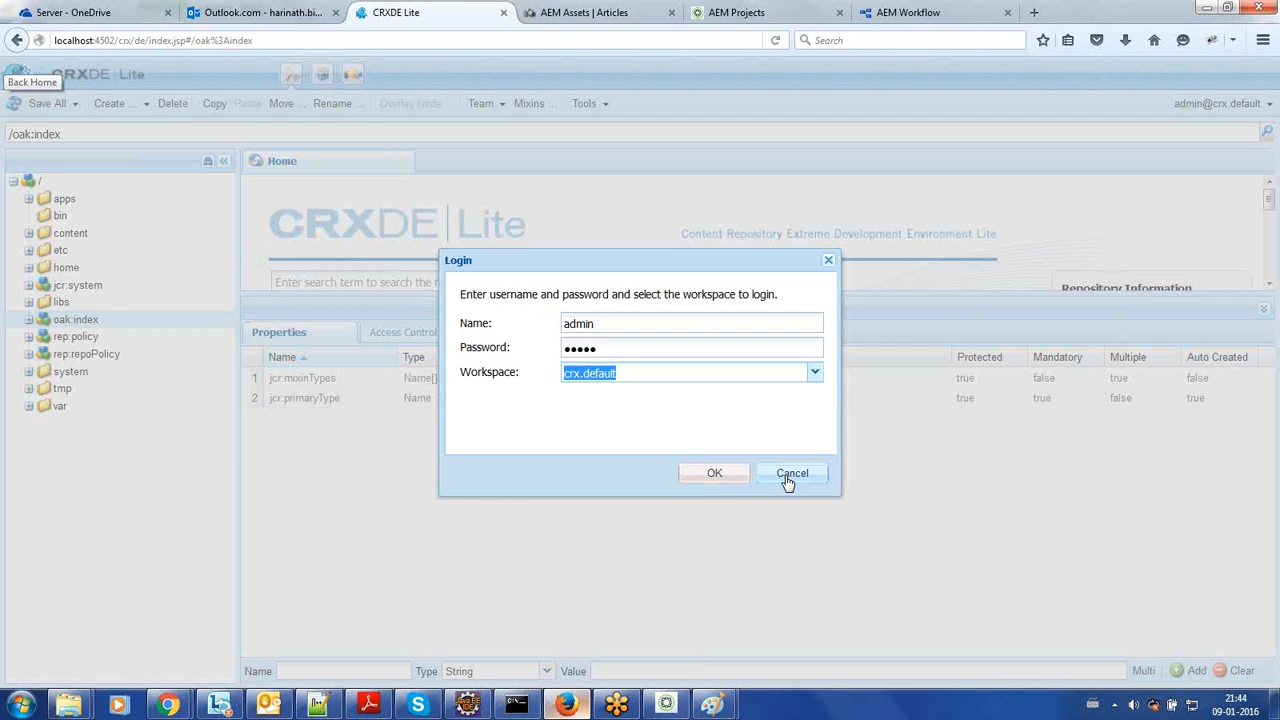 Server - OneDrive
Outlook.com - harinath.bi...
CRXDE Lite
AEM Assets | Articles
AEM Projects
AEM Workflow
localhost:4502/crx/de/index.jsp#/oak%3Aindex
Search
CRXDE Lite
Back Home
Save All
Create ...
Delete
Copy
Paste
Move ...
Rename ...
Overlay Node
Team
Mixins ...
Tools
admin@crx.default
/oak:index
Home
/
apps
bin
content
etc
home
jcr:system
libs
oak:index
rep:policy
rep:repoPolicy
system
tmp
var
CRXDE | Lite
Content Repository Extreme Development Environment Lite
Enter search term to search the r
Repository Information
Login
Enter username and password and select the workspace to login.
Name:
admin
Password:
•••••
Workspace:
crx.default
OK
Cancel
Properties
Access Control
Name
Type
Protected
Mandatory
Multiple
Auto Created
1 jcr:mixinTypes Name[] true false true false
2 jcr:primaryType Name true true false true
Name
Type
String
Value
Multi
Add
Clear
21:44
09-01-2016